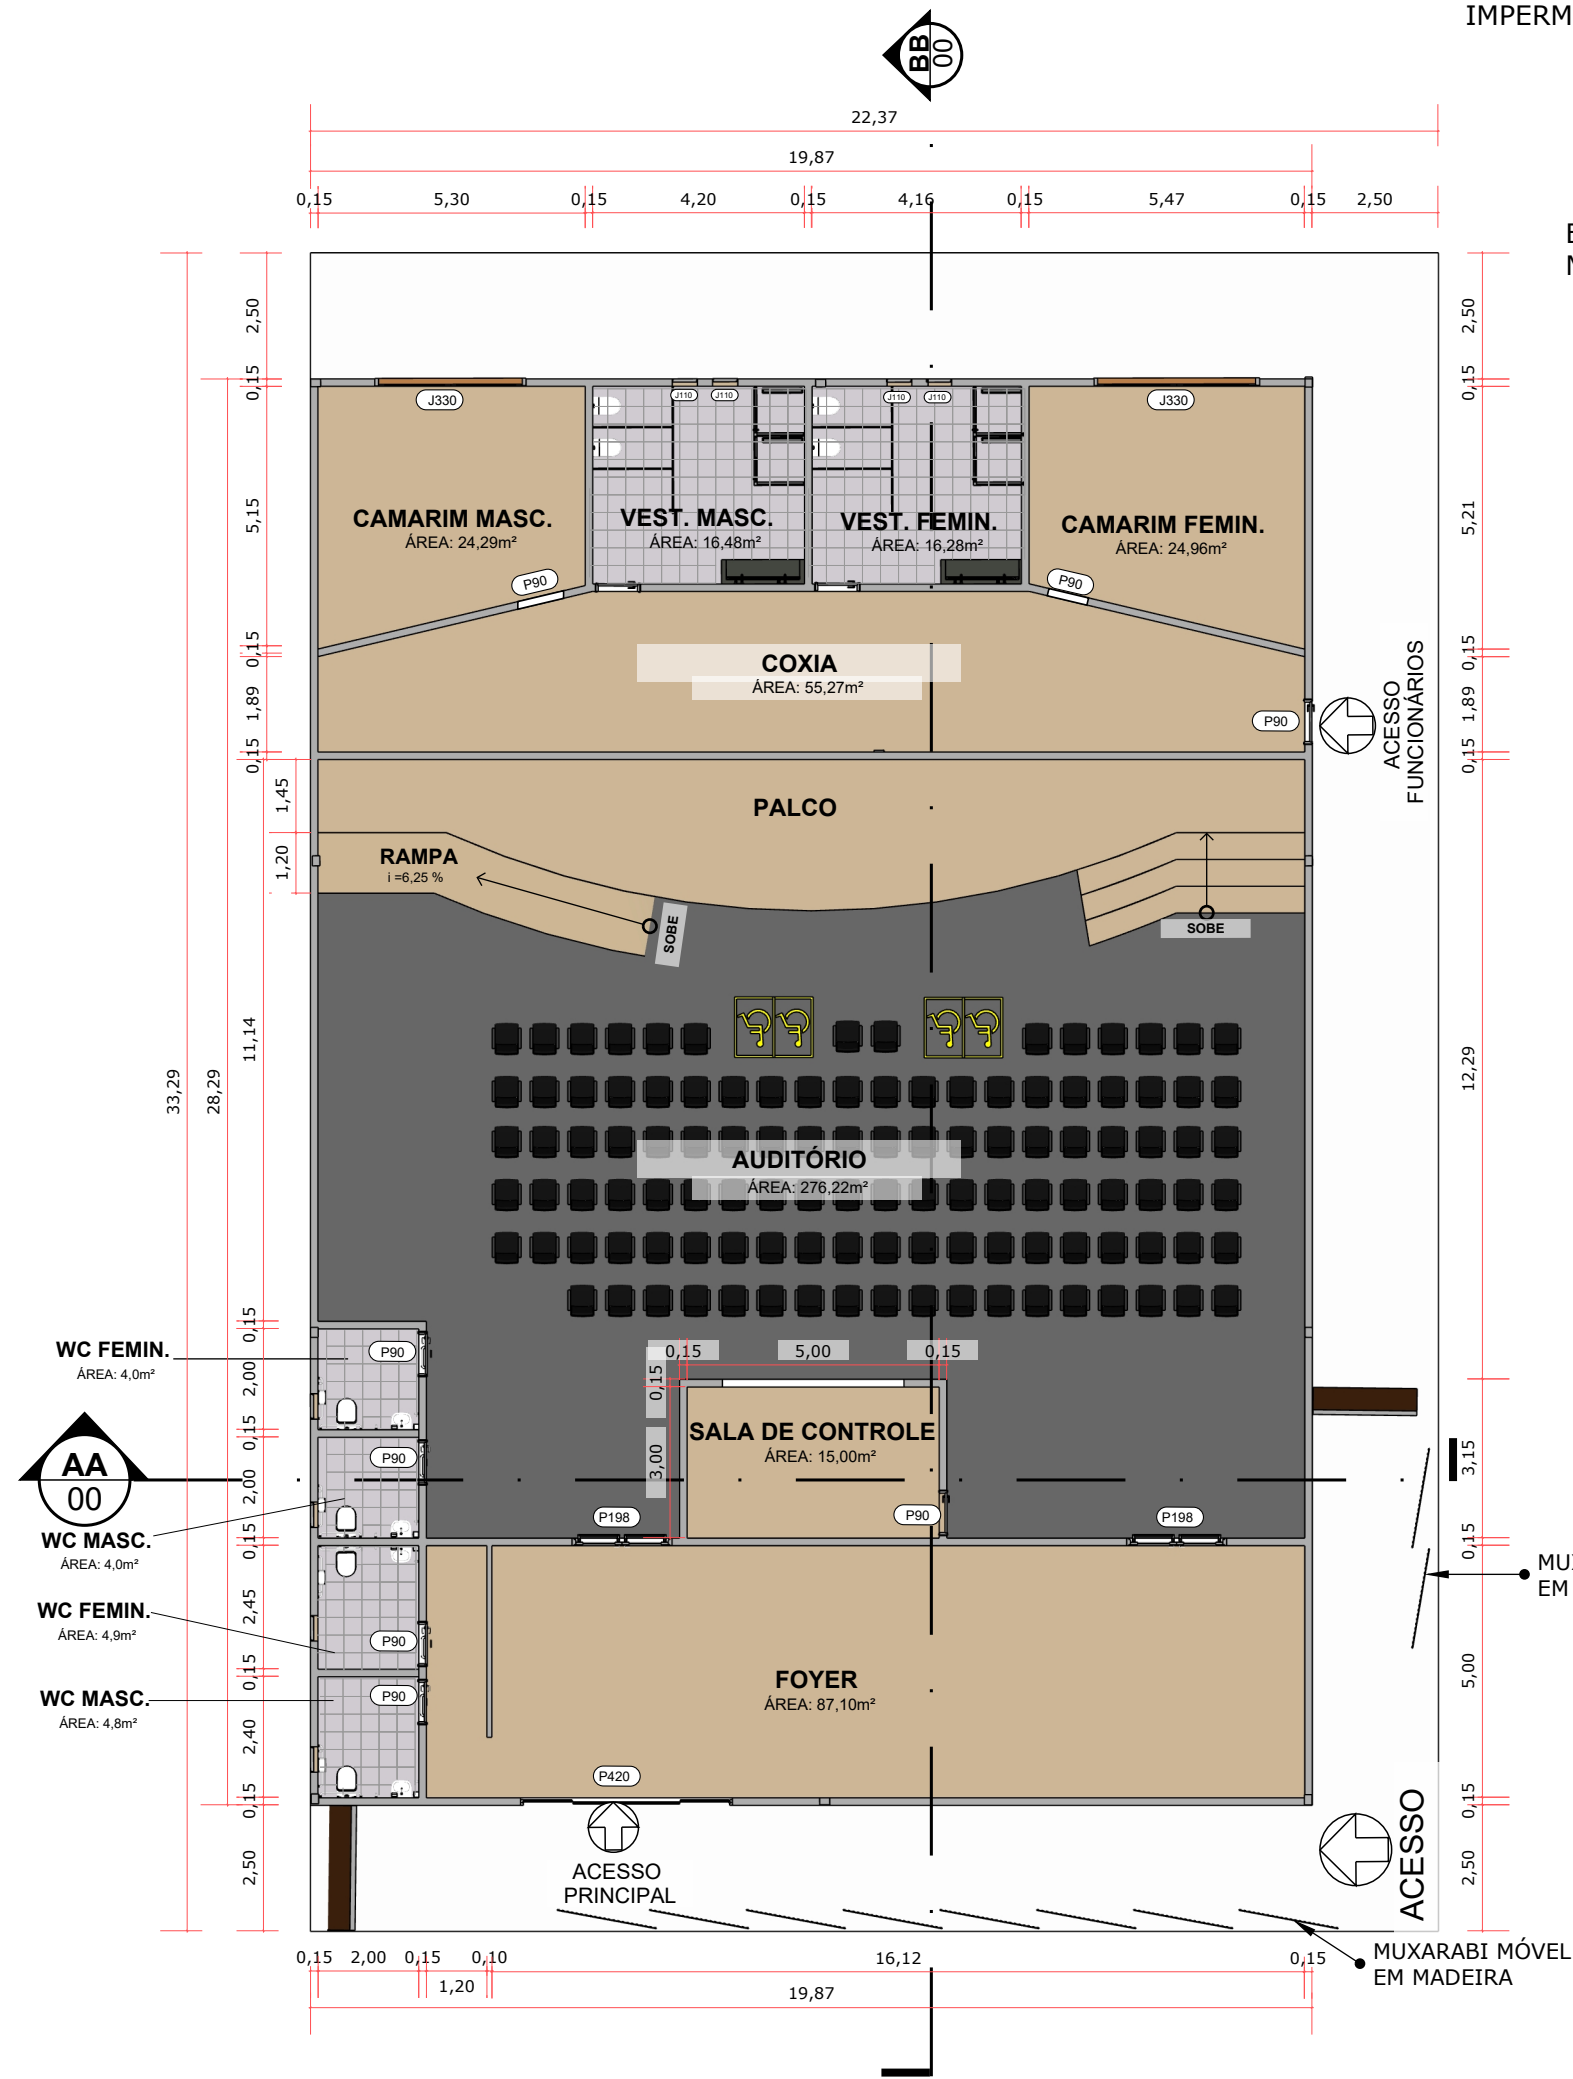 IMPERM
BB
00
22,37
19,87
0,15 5,30 0,15 4,20 0,15 4,16 0,15 5,47 0,15 2,50
2,50
0,15
5,15
0,15
1,89
0,15
1,45
1,20
11,14
33,29
28,29
0,15
2,00
0,15
2,00
0,15
2,45
0,15
2,40
0,15
2,50
J330
J110 J110
J110 J110
J330
CAMARIM MASC.
ÁREA: 24,29m²
VEST. MASC.
ÁREA: 16,48m²
VEST. FEMIN.
ÁREA: 16,28m²
CAMARIM FEMIN.
ÁREA: 24,96m²
P90
P90
COXIA
ÁREA: 55,27m²
P90
ACESSO
FUNCIONÁRIOS
PALCO
RAMPA
i =6,25 %
SOBE
SOBE
AUDITÓRIO
ÁREA: 276,22m²
WC FEMIN.
ÁREA: 4,0m²
P90
0,15 5,00 0,15
0,15
3,00
SALA DE CONTROLE
ÁREA: 15,00m²
AA
00
P90
WC MASC.
ÁREA: 4,0m²
P198
P90
P198
WC FEMIN.
ÁREA: 4,9m²
P90
WC MASC.
ÁREA: 4,8m²
P90
FOYER
ÁREA: 87,10m²
P420
ACESSO
PRINCIPAL
ACESSO
2,50
0,15
5,21
0,15
1,89
0,15
12,29
3,15
0,15
5,00
0,15
2,50
EM
MUXARABI MÓVEL
EM MADEIRA
0,15 2,00 0,15 0,10 16,12 0,15
1,20
19,87